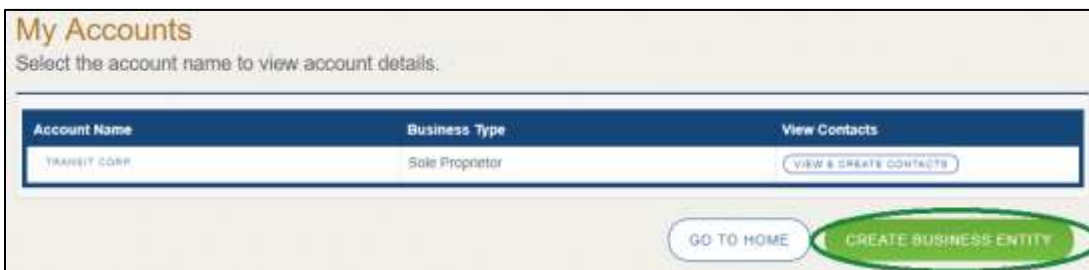 My Accounts
Select the account name to view account details.
Account Name Business Type View Contacts
TRANSIT CORP Sole Proprietor VIEW & CREATE CONTACTS
GO TO HOME CREATE BUSINESS ENTITY